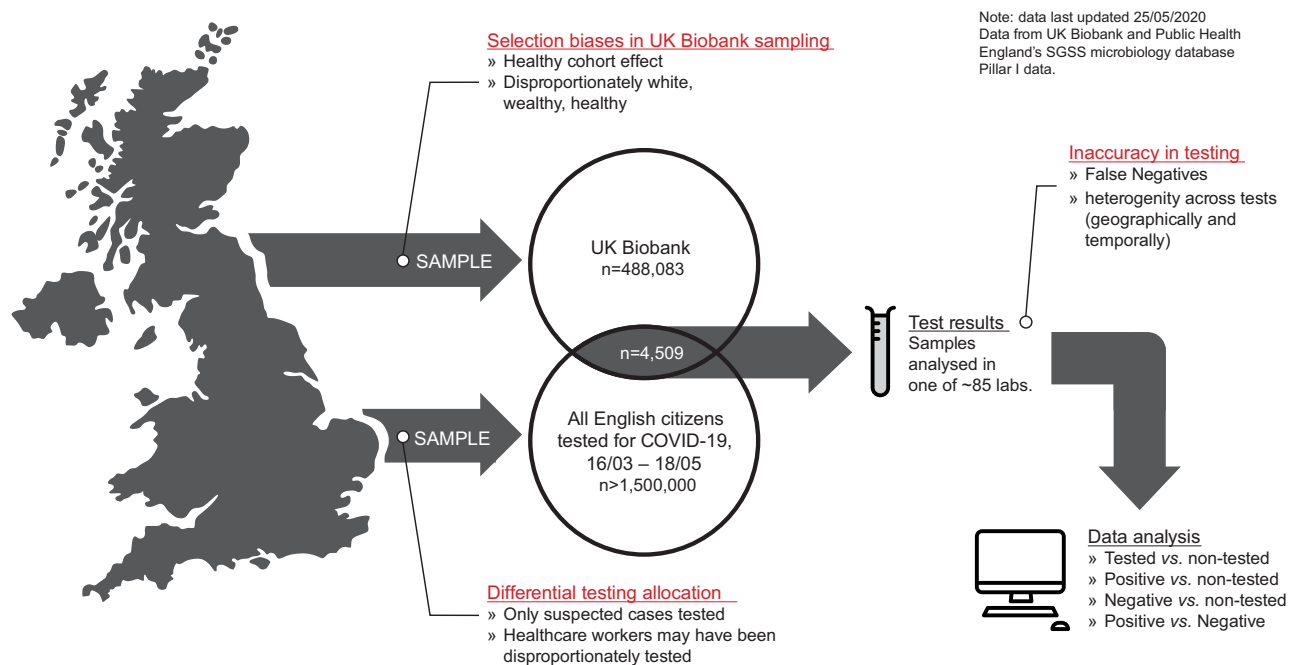 Note: data last updated 25/05/2020
Data from UK Biobank and Public Health
England's SGSS microbiology database
Pillar I data.
Selection biases in UK Biobank sampling
» Healthy cohort effect
» Disproportionately white,
wealthy, healthy
Inaccuracy in testing
» False Negatives
» heterogenity across tests
(geographically and
temporally)
SAMPLE
UK Biobank
n=488,083
n=4,509
Test results
Samples
analysed in
one of ~85 labs.
SAMPLE
All English citizens
tested for COVID-19,
16/03 – 18/05
n>1,500,000
Data analysis
» Tested vs. non-tested
» Positive vs. non-tested
» Negative vs. non-tested
» Positive vs. Negative
Differential testing allocation
» Only suspected cases tested
» Healthcare workers may have been
disproportionately tested